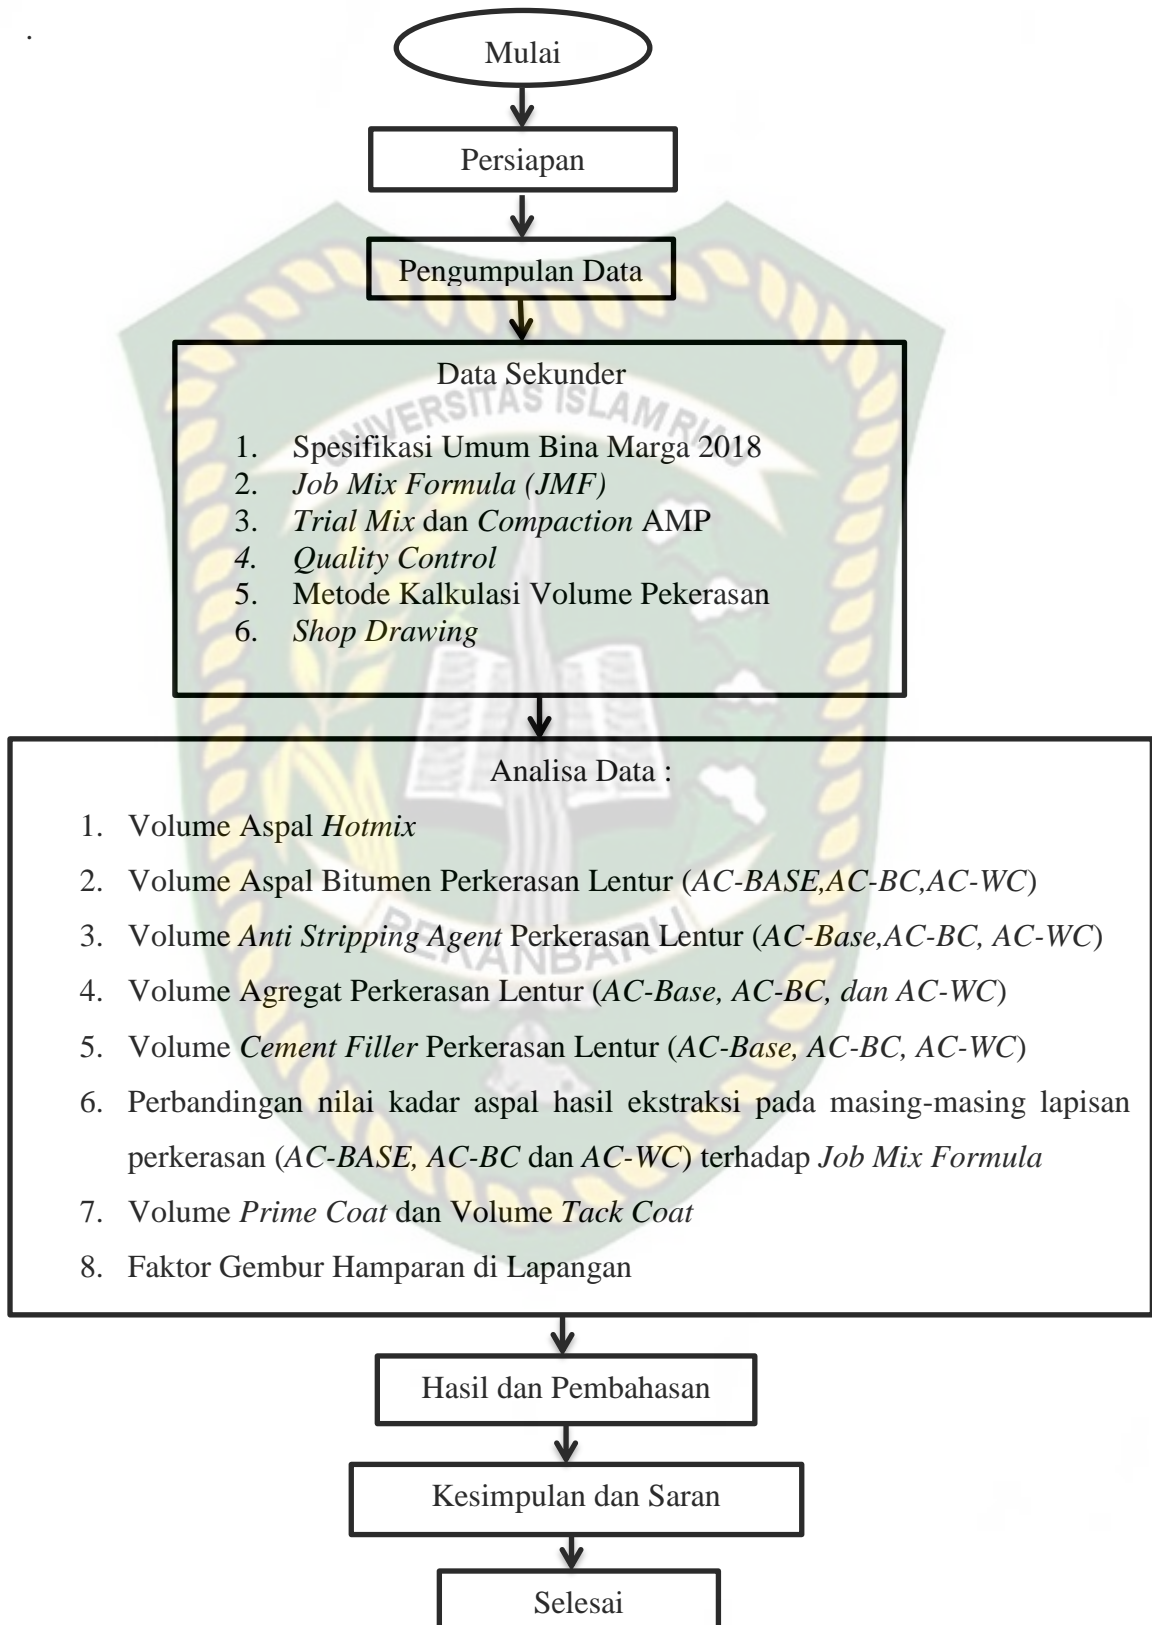 .
Mulai
Persiapan
Pengumpulan Data
Data Sekunder
UNIVERSITAS ISLAM RIAU
1. Spesifikasi Umum Bina Marga 2018
2. Job Mix Formula (JMF)
3. Trial Mix dan Compaction AMP
4. Quality Control
5. Metode Kalkulasi Volume Pekerasan
6. Shop Drawing
Analisa Data :
1. Volume Aspal Hotmix
2. Volume Aspal Bitumen Perkerasan Lentur (AC-BASE,AC-BC,AC-WC)
3. Volume Anti Stripping Agent Perkerasan Lentur (AC-Base,AC-BC, AC-WC)
PEKANBARU
4. Volume Agregat Perkerasan Lentur (AC-Base, AC-BC, dan AC-WC)
5. Volume Cement Filler Perkerasan Lentur (AC-Base, AC-BC, AC-WC)
6. Perbandingan nilai kadar aspal hasil ekstraksi pada masing-masing lapisan
perkerasan (AC-BASE, AC-BC dan AC-WC) terhadap Job Mix Formula
7. Volume Prime Coat dan Volume Tack Coat
8. Faktor Gembur Hamparan di Lapangan
Hasil dan Pembahasan
Kesimpulan dan Saran
Selesai